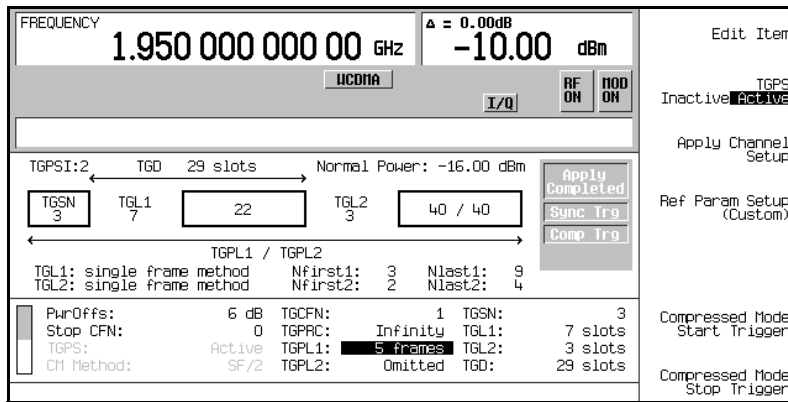 FREQUENCY
1.950 000 000 00 GHz
Δ = 0.00dB
-10.00 dBm
WCDMA
I/Q
RF ON
MOD ON
TGPSI:2 TGD 29 slots Normal Power: -16.00 dBm
TGSN 3
TGL1 7
22
TGL2 3
40 / 40
TGPL1 / TGPL2
TGL1: single frame method Nfirst1: 3 Nlast1: 9
TGL2: single frame method Nfirst2: 2 Nlast2: 4
Apply Completed
Sync Trg
Comp Trg
PwrOffs: 6 dB TGCFN: 1 TGSN: 3
Stop CFN: 0 TGPRC: Infinity TGL1: 7 slots
TGPS: Active TGPL1: 5 frames TGL2: 3 slots
CM Method: SF/2 TGPL2: Omitted TGD: 29 slots
Edit Item
TGPS
Inactive Active
Apply Channel
Setup
Ref Param Setup
(Custom)
Compressed Mode
Start Trigger
Compressed Mode
Stop Trigger